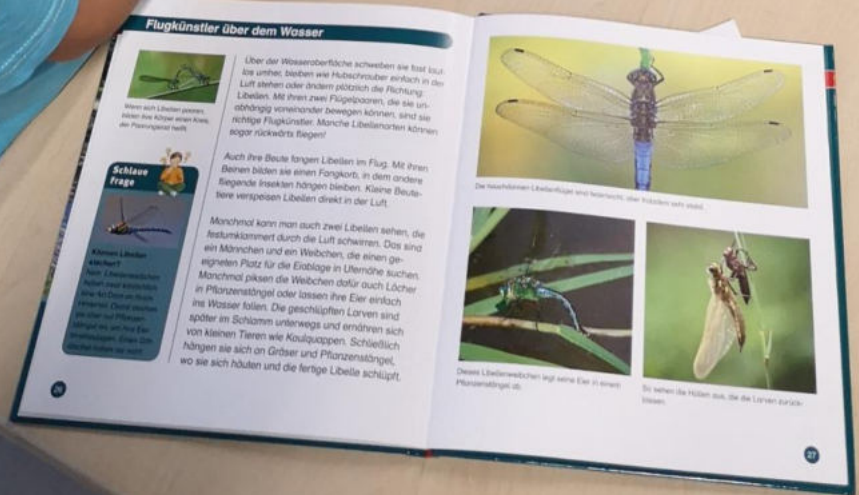 Flugkünstler über dem Wasser
Wenn sich Libellen paaren,
bilden ihre Körper einen Kreis,
der Paarungsrad heißt.
Schlaue
Frage
Können Libellen
stechen?
Nein. Libellenweibchen
haben zwar
Über der Wasseroberfläche schweben sie fast laut-
los umher, bleiben wie Hubschrauber einfach in der
Luft stehen oder ändern plötzlich die Richtung:
Libellen. Mit ihren zwei Flügelpaaren, die sie un-
abhängig voneinander bewegen können, sind sie
richtige Flugkünstler. Manche Libellenarten können
sogar rückwärts fliegen!
Auch ihre Beute fangen Libellen im Flug. Mit ihren
Beinen bilden sie einen Fangkorb, in dem andere
fliegende Insekten hängen bleiben. Kleine Beute-
tiere verspeisen Libellen direkt in der Luft.
Manchmal kann man auch zwei Libellen sehen, die
festumklammert durch die Luft schwirren. Das sind
ein Männchen und ein Weibchen, die einen ge-
eigneten Platz für die Eiablage in Ufernähe suchen.
Manchmal piksen die Weibchen dafür auch Löcher
in Pflanzenstängel oder lassen ihre Eier einfach
ins Wasser fallen. Die geschlüpften Larven sind
später im Schlamm unterwegs und ernähren sich
von kleinen Tieren wie Kaulquappen. Schließlich
hängen sie sich an Gräser und Pflanzenstängel,
wo sie sich häuten und die fertige Libelle schlüpft.
26
Die hauchdünnen Libellenflügel sind federleicht, aber trotzdem sehr stabil.
Dieses Libellenweibchen legt seine Eier in einem
Pflanzenstängel ab.
So sehen die Hüllen aus, die die Larven zurück-
lassen.
27